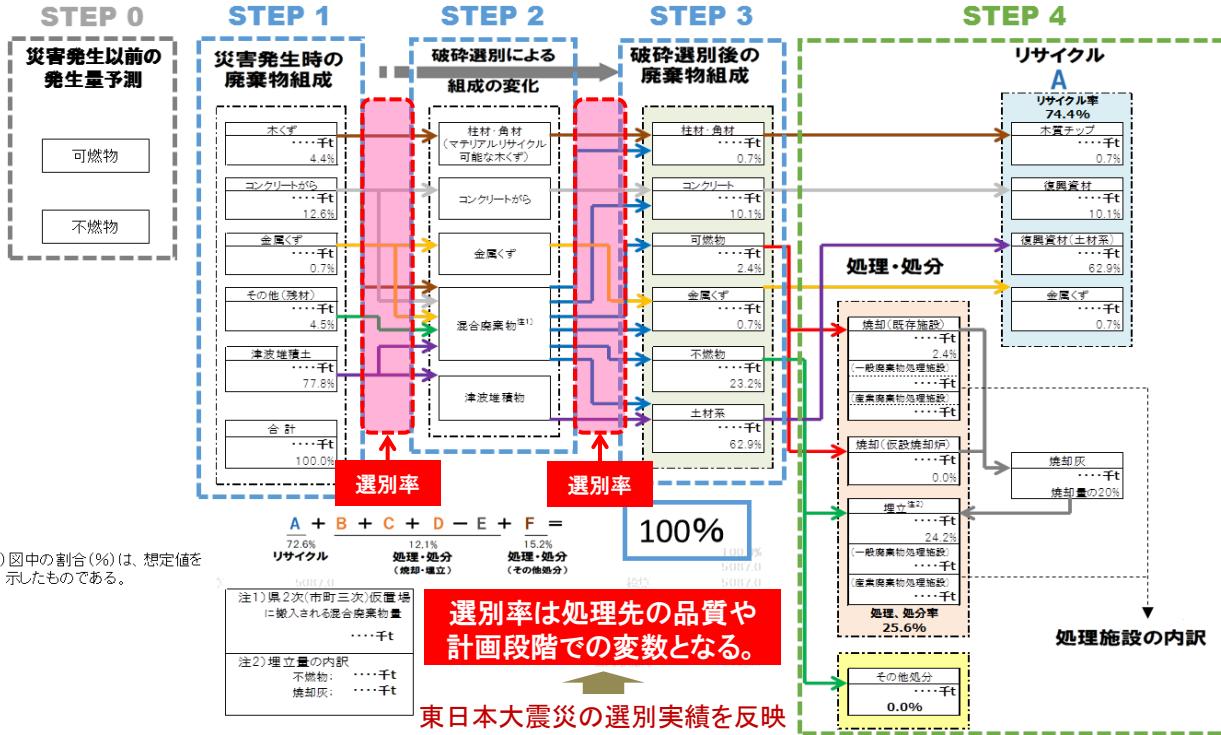 STEP 0
災害発生以前の
発生量予測
可燃物
不燃物
STEP 1
災害発生時の
廃棄物組成
木くず
‥‥千t
4.4%
コンクリートがら
‥‥千t
12.6%
金属くず
‥‥千t
0.7%
その他(残材)
‥‥千t
4.5%
津波堆積土
‥‥千t
77.8%
合計
‥‥千t
100.0%
選別率
STEP 2
破砕選別による
組成の変化
柱材・角材
(マテリアルリサイクル
可能な木くず)
コンクリートがら
金属くず
混合廃棄物注1)
津波堆積物
選別率
STEP 3
破砕選別後の
廃棄物組成
柱材・角材
‥‥千t
0.7%
コンクリート
‥‥千t
10.1%
可燃物
‥‥千t
2.4%
金属くず
‥‥千t
0.7%
不燃物
‥‥千t
23.2%
土材系
‥‥千t
62.9%
100%
STEP 4
リサイクル
A
リサイクル率
74.4%
木質チップ
‥‥千t
0.7%
復興資材
‥‥千t
10.1%
復興資材(土材系)
‥‥千t
62.9%
金属くず
‥‥千t
0.7%
処理・処分
焼却(既存施設)
‥‥千t
2.4%
(一般廃棄物処理施設)
‥‥千t
(産業廃棄物処理施設)
‥‥千t
焼却(仮設焼却炉)
‥‥千t
0.0%
焼却灰
‥‥千t
焼却量の20%
埋立注2)
‥‥千t
24.2%
(一般廃棄物処理施設)
‥‥千t
(産業廃棄物処理施設)
‥‥千t
処理、処分率
25.6%
処理施設の内訳
その他処分
‥‥千t
0.0%
A + B + C + D − E + F =
72.6% 12.1% 15.2%
リサイクル 処理・処分 処理・処分
(焼却・埋立) (その他処分)
)図中の割合(%)は、想定値を
示したものである。
5087.0
100.0%
5087.0
5087.0
注1)県2次(市町三次)仮置場
に搬入される混合廃棄物量
‥‥千t
注2)埋立量の内訳
不燃物: ‥‥千t
焼却灰: ‥‥千t
選別率は処理先の品質や
計画段階での変数となる。
東日本大震災の選別実績を反映